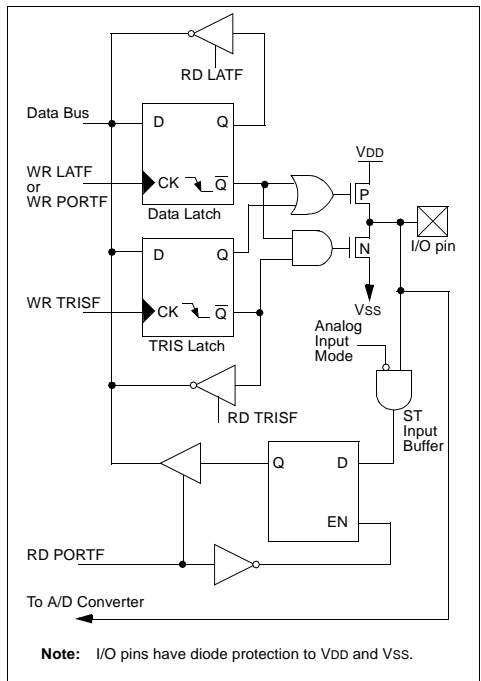 RD LATF
Data Bus
D Q
VDD
WR LATF
or
WR PORTF
CK Q
P
Data Latch
I/O pin
N
D Q
WR TRISF
CK Q
VSS
TRIS Latch
Analog
Input
Mode
RD TRISF
ST
Input
Buffer
Q D
EN
RD PORTF
To A/D Converter
Note: I/O pins have diode protection to VDD and VSS.